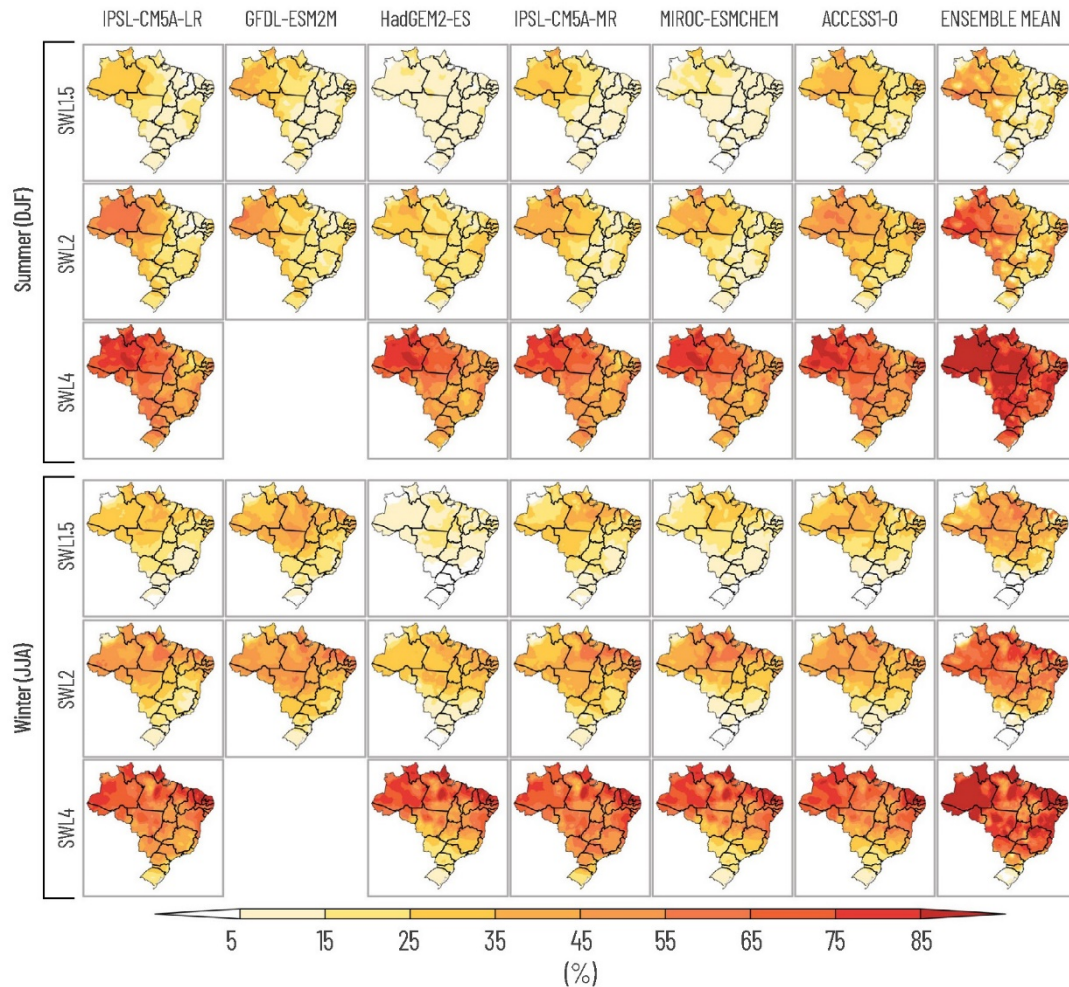 IPSL-CM5A-LR GFDL-ESM2M HadGEM2-ES IPSL-CM5A-MR MIROC-ESMCHEM ACCESS1-0 ENSEMBLE MEAN
Summer (DJF)
SWL1.5
SWL2
SWL4
Winter (JJA)
SWL1.5
SWL2
SWL4
5 15 25 35 45 55 65 75 85
(%)